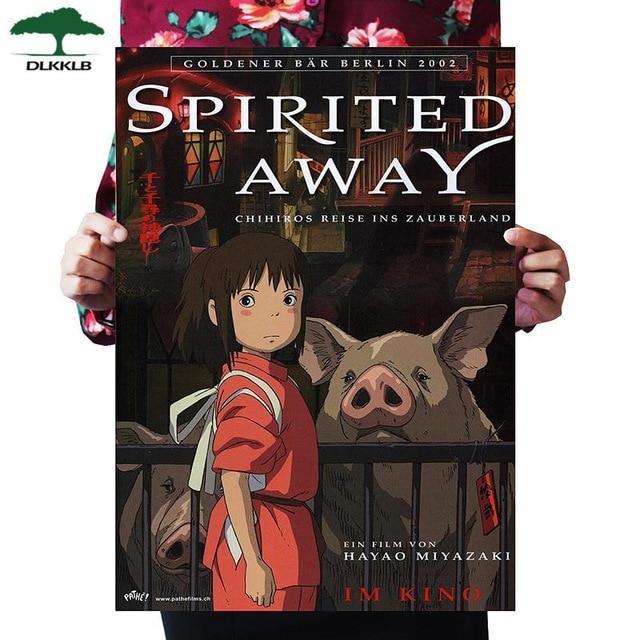 DLKKLB
GOLDENER BÄR BERLIN 2002
SPIRITED
AWAY
CHIHIROS REISE INS ZAUBERLAND
千と千尋の神隠し
EIN FILM VON
HAYAO MIYAZAKI
IM KINO
PATHÉ!
www.pathefilms.ch